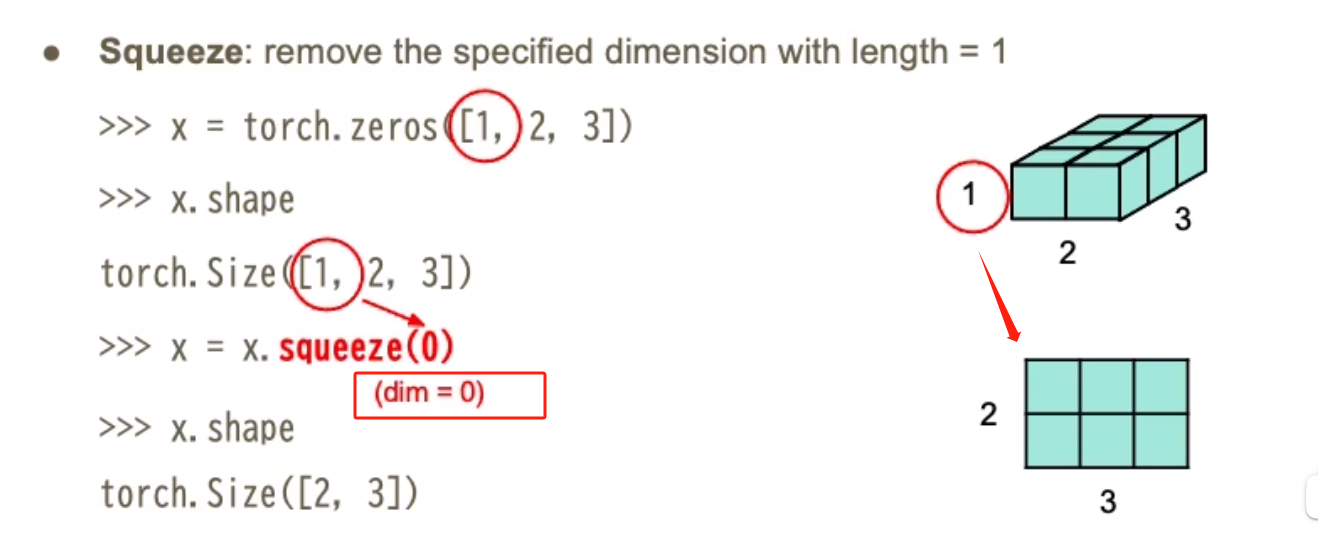 ● Squeeze: remove the specified dimension with length = 1
>>> x = torch.zeros([1, 2, 3])
>>> x.shape
torch.Size([1, 2, 3])
>>> x = x.squeeze(0)
(dim = 0)
>>> x.shape
torch.Size([2, 3])
1
3
2
2
3